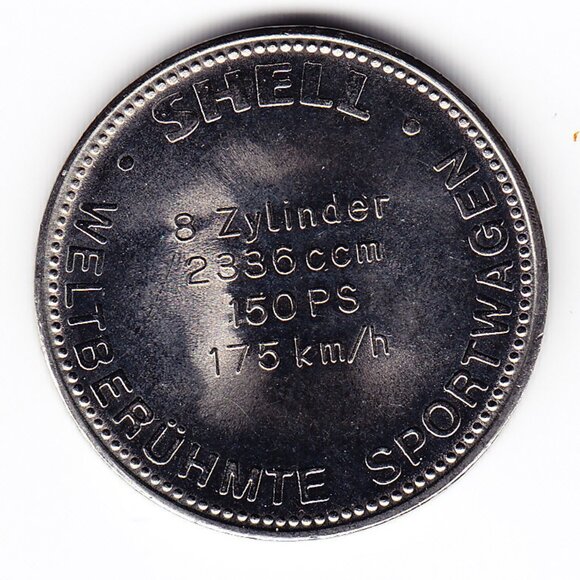 • SHELL •
8 Zylinder
2336 ccm
150 PS
175 km/h
WELTBERÜHMTE SPORTWAGEN